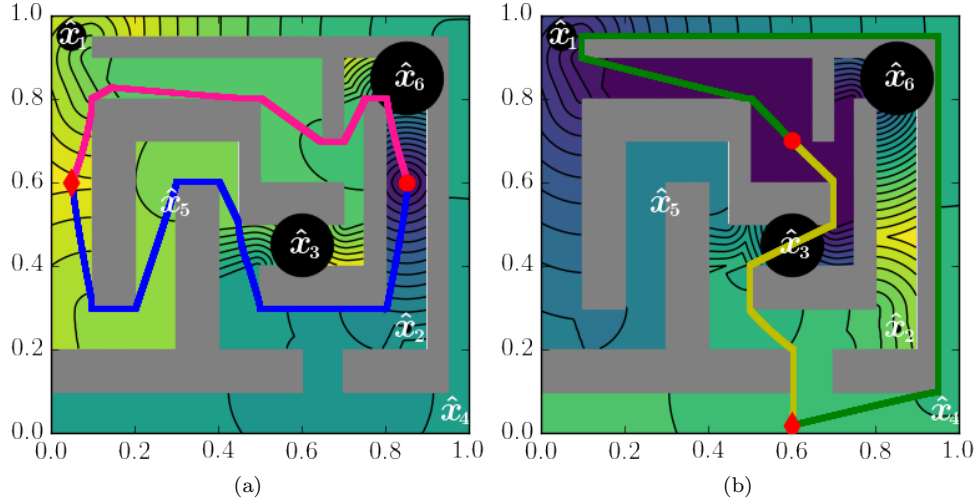 1.0 1.0
x̂₁ x̂₁
x̂₆ x̂₆
0.8 0.8
0.6 0.6
x̂₅ x̂₅
x̂₃ x̂₃
0.4 0.4
x̂₂ x̂₂
0.2 0.2
x̂₄ x̂₄
0.0 0.0
0.0 0.2 0.4 0.6 0.8 1.0 0.0 0.2 0.4 0.6 0.8 1.0
(a) (b)